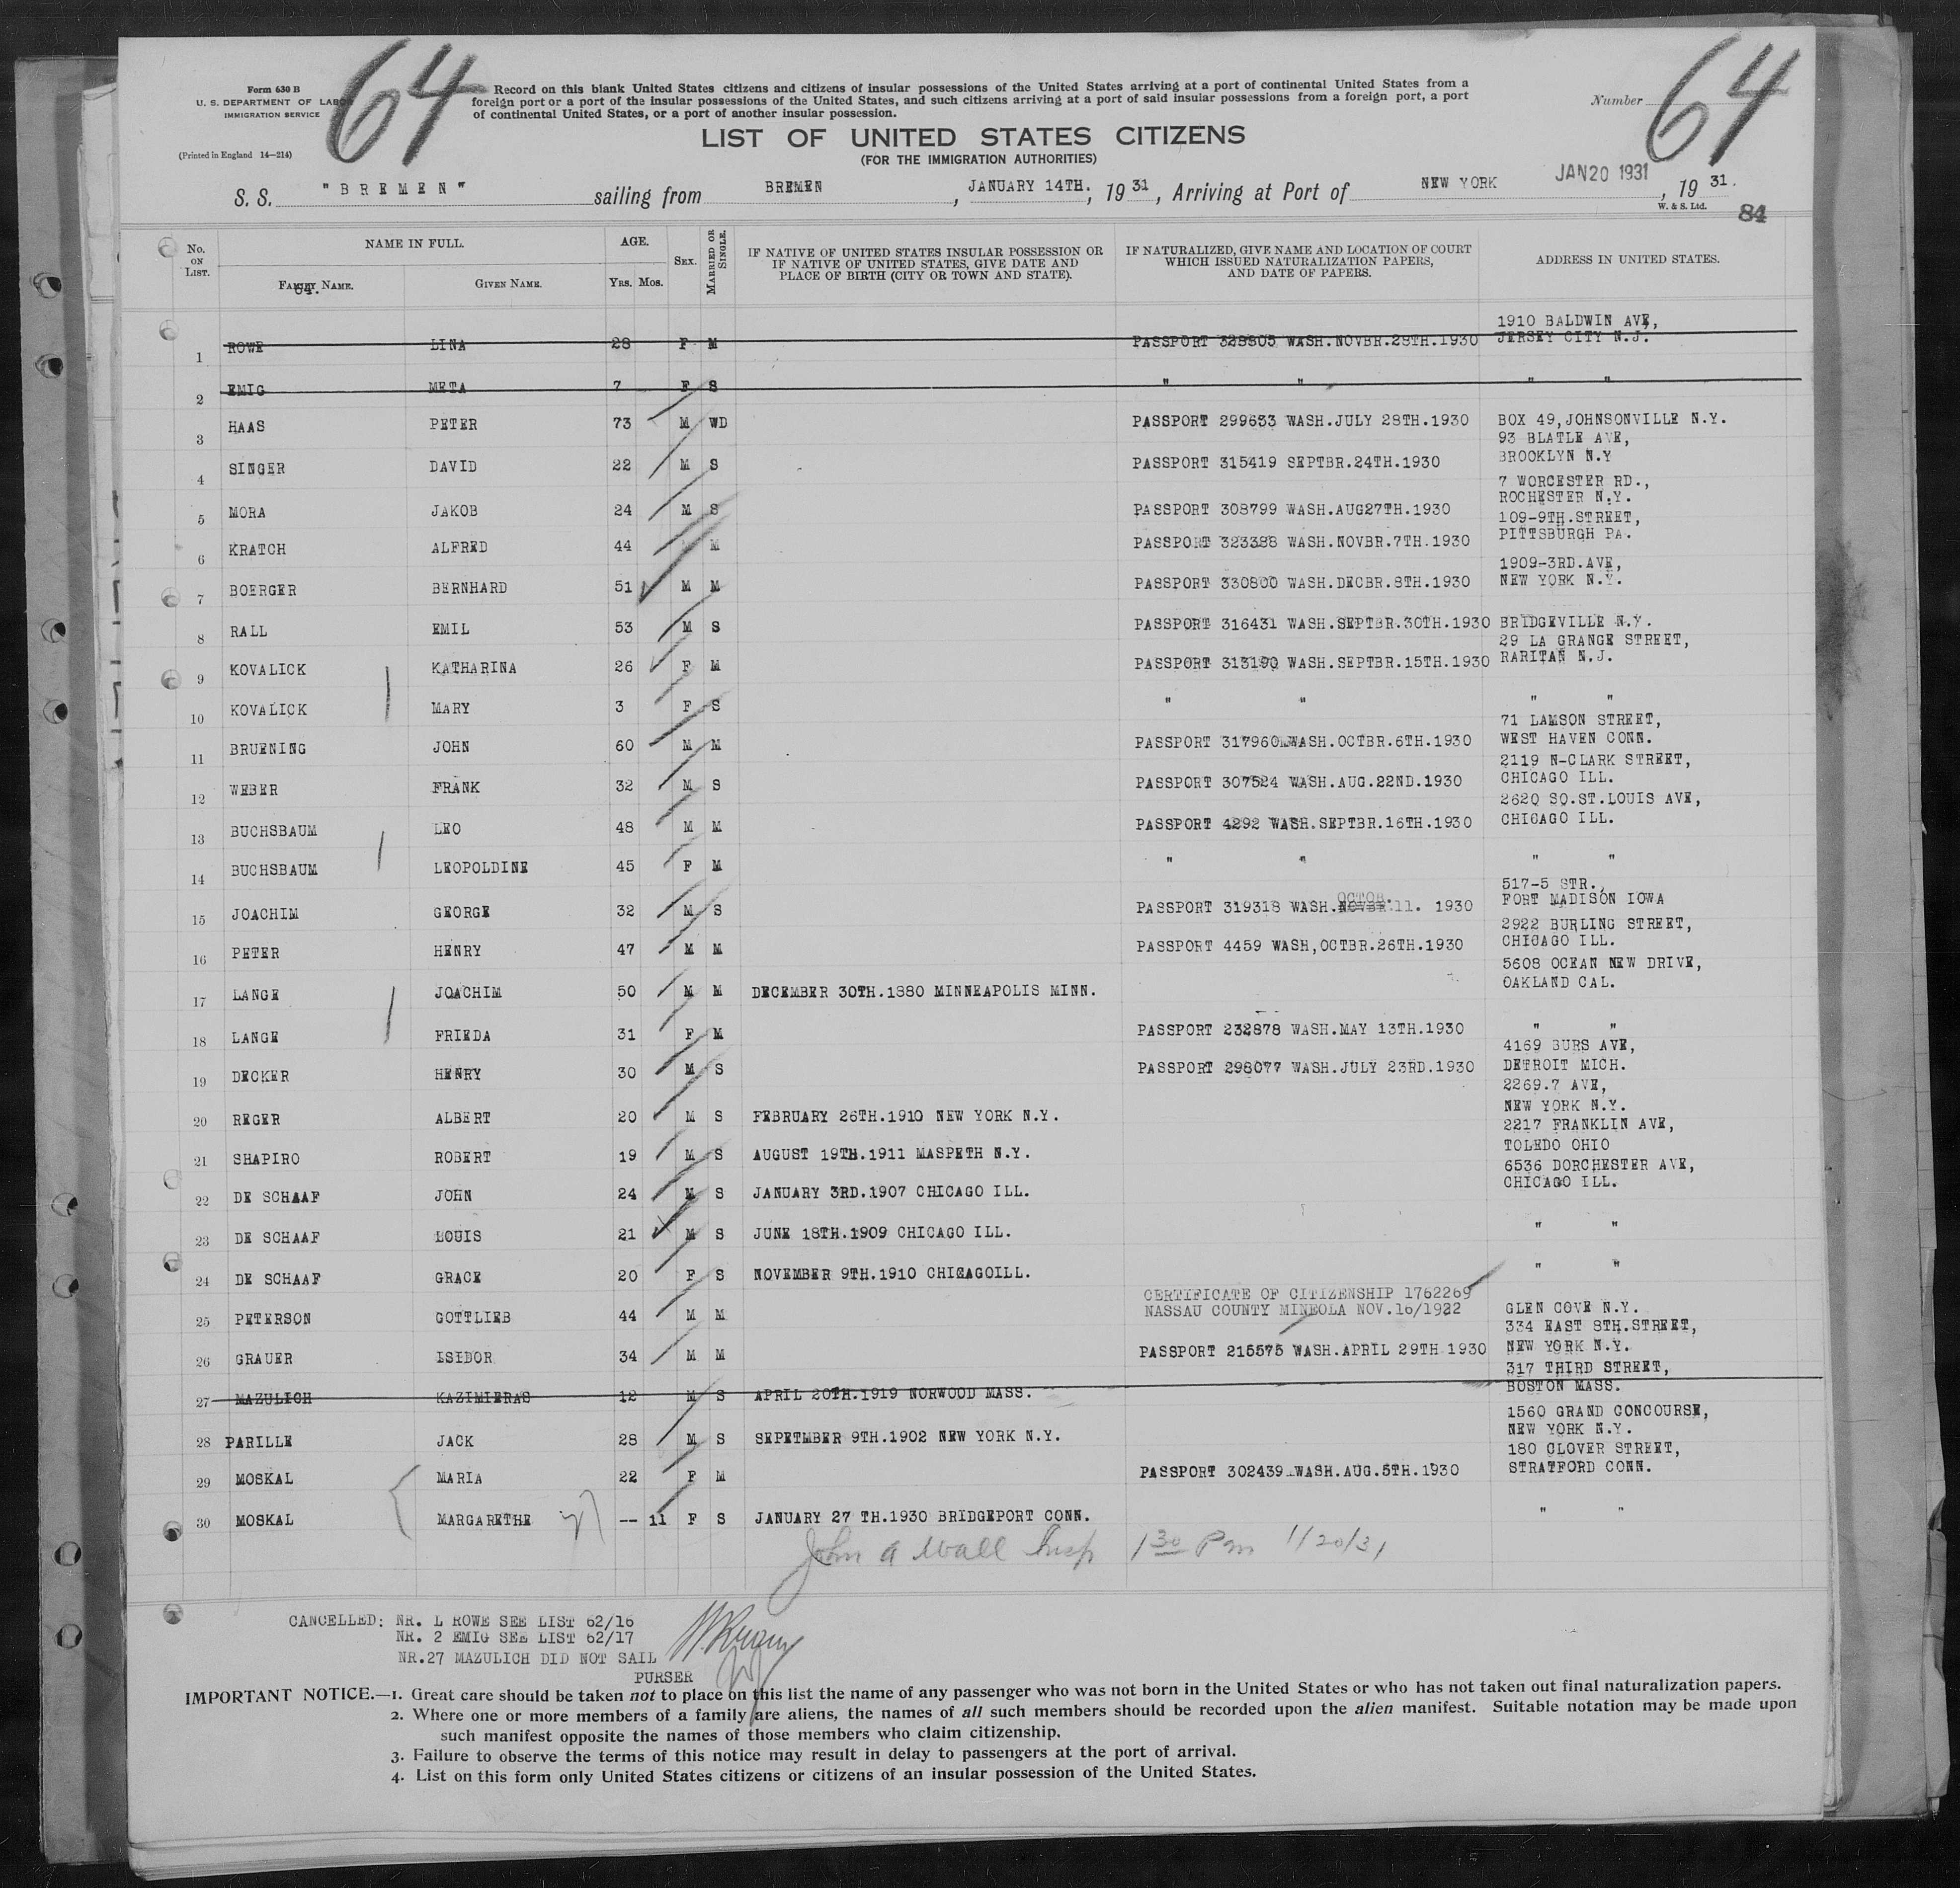 64
64
Form 630 B
U. S. DEPARTMENT OF LABOR
IMMIGRATION SERVICE
(Printed in England 14—214)
Record on this blank United States citizens and citizens of insular possessions of the United States arriving at a port of continental United States from a
foreign port or a port of the insular possessions of the United States, and such citizens arriving at a port of said insular possessions from a foreign port, a port
of continental United States, or a port of another insular possession.
Number
LIST OF UNITED STATES CITIZENS
(FOR THE IMMIGRATION AUTHORITIES)
S. S. "BREMEN" sailing from BREMEN, JANUARY 14TH., 1931, Arriving at Port of NEW YORK JAN 20 1931, 1931.
W. & S. Ltd.
84
No. ON LIST. NAME IN FULL. AGE. SEX. MARRIED OR SINGLE. IF NATIVE OF UNITED STATES INSULAR POSSESSION OR IF NATIVE OF UNITED STATES, GIVE DATE AND PLACE OF BIRTH (CITY OR TOWN AND STATE). IF NATURALIZED, GIVE NAME AND LOCATION OF COURT WHICH ISSUED NATURALIZATION PAPERS, AND DATE OF PAPERS. ADDRESS IN UNITED STATES.
FAMILY NAME. 64. GIVEN NAME. YRS. MOS.
1 ROWE LINA 28 F M PASSPORT 328805 WASH.NOVBR.28TH.1930 1910 BALDWIN AVE, JERSEY CITY N.J.
2 EMIG META 7 F S " " " "
3 HAAS PETER 73 M WD PASSPORT 299633 WASH.JULY 28TH.1930 BOX 49,JOHNSONVILLE N.Y.
4 SINGER DAVID 22 M S PASSPORT 315419 SEPTBR.24TH.1930 93 BLATLE AVE, BROOKLYN N.Y
5 MORA JAKOB 24 M S PASSPORT 308799 WASH.AUG27TH.1930 7 WORCESTER RD., ROCHESTER N.Y.
6 KRATCH ALFRED 44 M PASSPORT 323388 WASH.NOVBR.7TH.1930 109-9TH.STREET, PITTSBURGH PA.
7 BOERGER BERNHARD 51 M M PASSPORT 330800 WASH.DECBR.8TH.1930 1909-3RD.AVE, NEW YORK N.Y.
8 RALL EMIL 53 M S PASSPORT 316431 WASH.SEPTBR.30TH.1930 BRIDGEVILLE N.Y.
9 KOVALICK KATHARINA 26 F M PASSPORT 313190 WASH.SEPTBR.15TH.1930 29 LA GRANGE STREET, RARITAN N.J.
10 KOVALICK MARY 3 F S " " " "
11 BRUENING JOHN 60 M M PASSPORT 317960 WASH.OCTBR.6TH.1930 71 LAMSON STREET, WEST HAVEN CONN.
12 WEBER FRANK 32 M S PASSPORT 307524 WASH.AUG.22ND.1930 2119 N-CLARK STREET, CHICAGO ILL.
13 BUCHSBAUM LEO 48 M M PASSPORT 4292 WASH.SEPTBR.16TH.1930 2620 SO.ST.LOUIS AVE, CHICAGO ILL.
14 BUCHSBAUM LEOPOLDINE 45 F M " " " "
15 JOACHIM GEORGE 32 M S PASSPORT 319318 WASH.NOVBR OCTOB. 11. 1930 517-5 STR., FORT MADISON IOWA
16 PETER HENRY 47 M M PASSPORT 4459 WASH,OCTBR.26TH.1930 2922 BURLING STREET, CHICAGO ILL.
17 LANGE JOACHIM 50 M M DECEMBER 30TH.1880 MINNEAPOLIS MINN. 5608 OCEAN NEW DRIVE, OAKLAND CAL.
18 LANGE FRIEDA 31 F M PASSPORT 232878 WASH.MAY 13TH.1930 " "
19 DECKER HENRY 30 M S PASSPORT 298077 WASH.JULY 23RD.1930 4169 BURS AVE, DETROIT MICH.
20 REGER ALBERT 20 M S FEBRUARY 26TH.1910 NEW YORK N.Y. 2269.7 AVE, NEW YORK N.Y.
21 SHAPIRO ROBERT 19 M S AUGUST 19TH.1911 MASPETH N.Y. 2217 FRANKLIN AVE, TOLEDO OHIO
22 DE SCHAAF JOHN 24 M S JANUARY 3RD.1907 CHICAGO ILL. 6536 DORCHESTER AVE, CHICAGO ILL.
23 DE SCHAAF LOUIS 21 M S JUNE 18TH.1909 CHICAGO ILL. " "
24 DE SCHAAF GRACE 20 F S NOVEMBER 9TH.1910 CHICAGOILL. " "
25 PETERSON GOTTLIEB 44 M M CERTIFICATE OF CITIZENSHIP 1762269 NASSAU COUNTY MINEOLA NOV.16/1922 GLEN COVE N.Y.
26 GRAUER ISIDOR 34 M M PASSPORT 215575 WASH.APRIL 29TH 1930 334 EAST 8TH.STREET, NEW YORK N.Y.
27 MAZULICH KAZIMIERAS 12 M S APRIL 20TH.1919 NORWOOD MASS. 317 THIRD STREET, BOSTON MASS.
28 PARILLE JACK 28 M S SEPETMBER 9TH.1902 NEW YORK N.Y. 1560 GRAND CONCOURSE, NEW YORK N.Y.
29 MOSKAL MARIA 22 F M PASSPORT 302439 WASH.AUG.5TH.1930 180 CLOVER STREET, STRATFORD CONN.
30 MOSKAL MARGARETHE -- 11 F S JANUARY 27 TH.1930 BRIDGEPORT CONN. " "
John A Wall Insp 1 30 Pm 1/20/31
CANCELLED: NR. 1 ROWE SEE LIST 62/16
NR. 2 EMIG SEE LIST 62/17
NR.27 MAZULICH DID NOT SAIL
PURSER
IMPORTANT NOTICE.—1. Great care should be taken not to place on this list the name of any passenger who was not born in the United States or who has not taken out final naturalization papers.
2. Where one or more members of a family are aliens, the names of all such members should be recorded upon the alien manifest. Suitable notation may be made upon
such manifest opposite the names of those members who claim citizenship.
3. Failure to observe the terms of this notice may result in delay to passengers at the port of arrival.
4. List on this form only United States citizens or citizens of an insular possession of the United States.